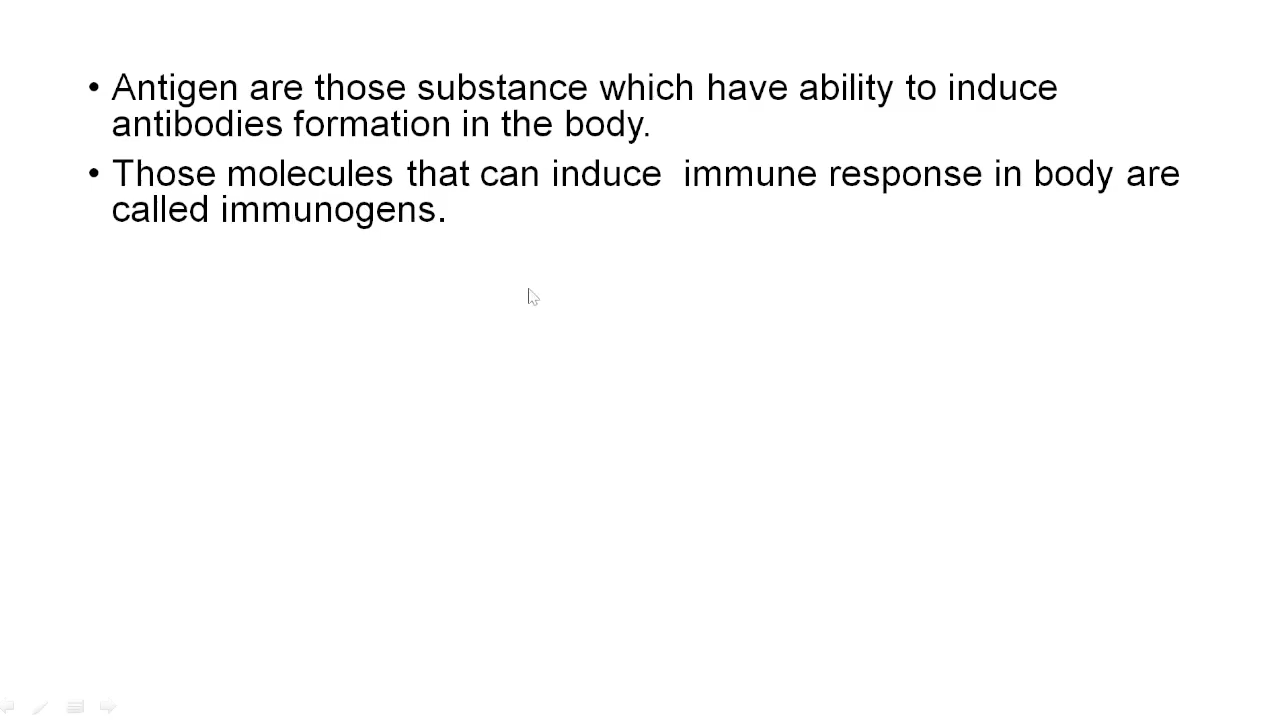 • Antigen are those substance which have ability to induce
antibodies formation in the body.
• Those molecules that can induce  immune response in body are
called immunogens.